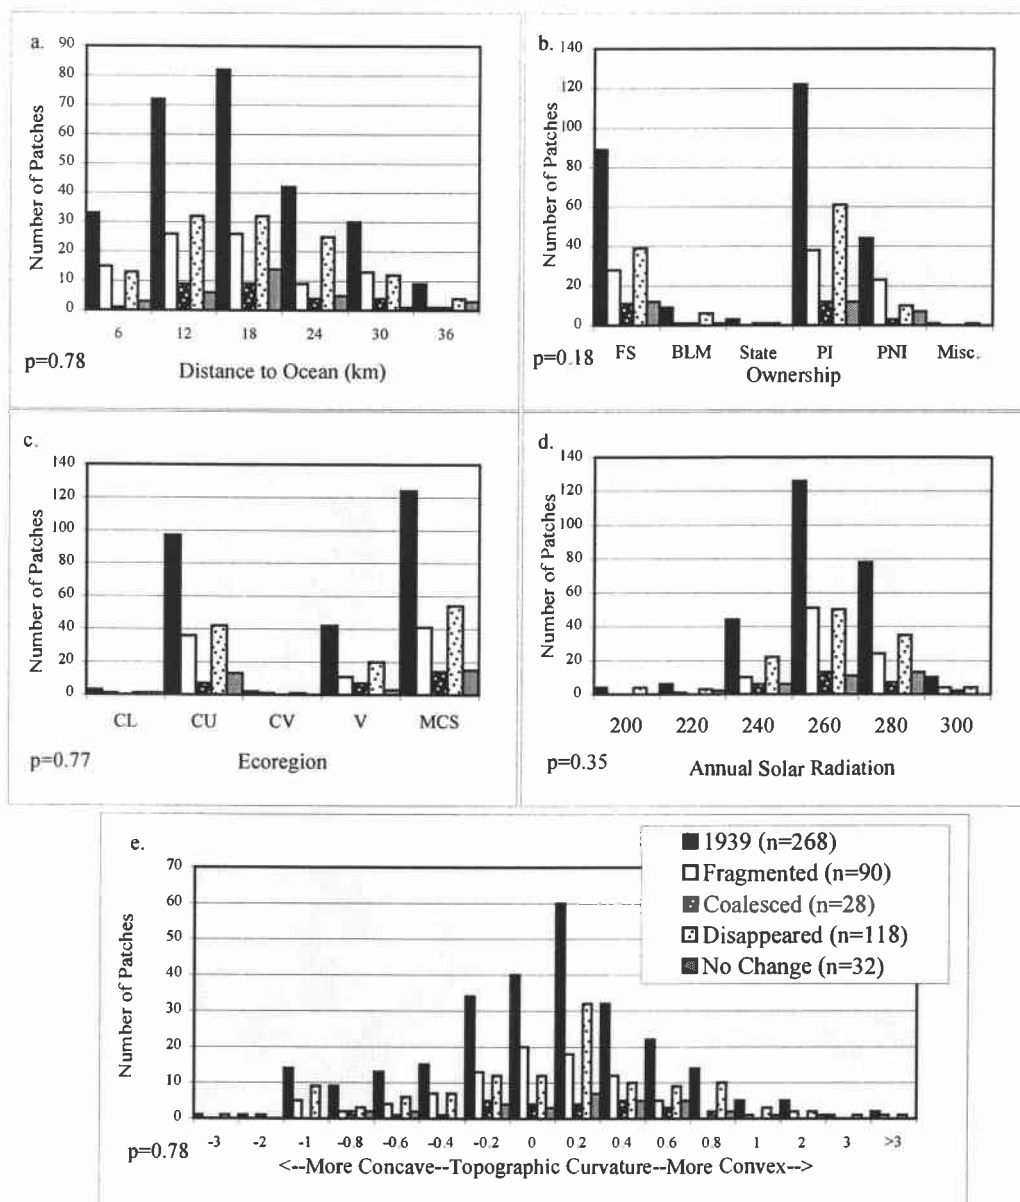 a.
90
80
70
60
50
40
30
20
10
0
Number of Patches
6 12 18 24 30 36
p=0.78
Distance to Ocean (km)
b.
140
120
100
80
60
40
20
0
Number of Patches
FS BLM State PI PNI Misc.
p=0.18
Ownership
c.
140
120
100
80
60
40
20
0
Number of Patches
CL CU CV V MCS
p=0.77
Ecoregion
d.
140
120
100
80
60
40
20
0
Number of Patches
200 220 240 260 280 300
p=0.35
Annual Solar Radiation
e.
70
60
50
40
30
20
10
0
Number of Patches
1939 (n=268)
Fragmented (n=90)
Coalesced (n=28)
Disappeared (n=118)
No Change (n=32)
-3 -2 -1 -0.8 -0.6 -0.4 -0.2 0 0.2 0.4 0.6 0.8 1 2 3 >3
p=0.78
<--More Concave--Topographic Curvature--More Convex-->